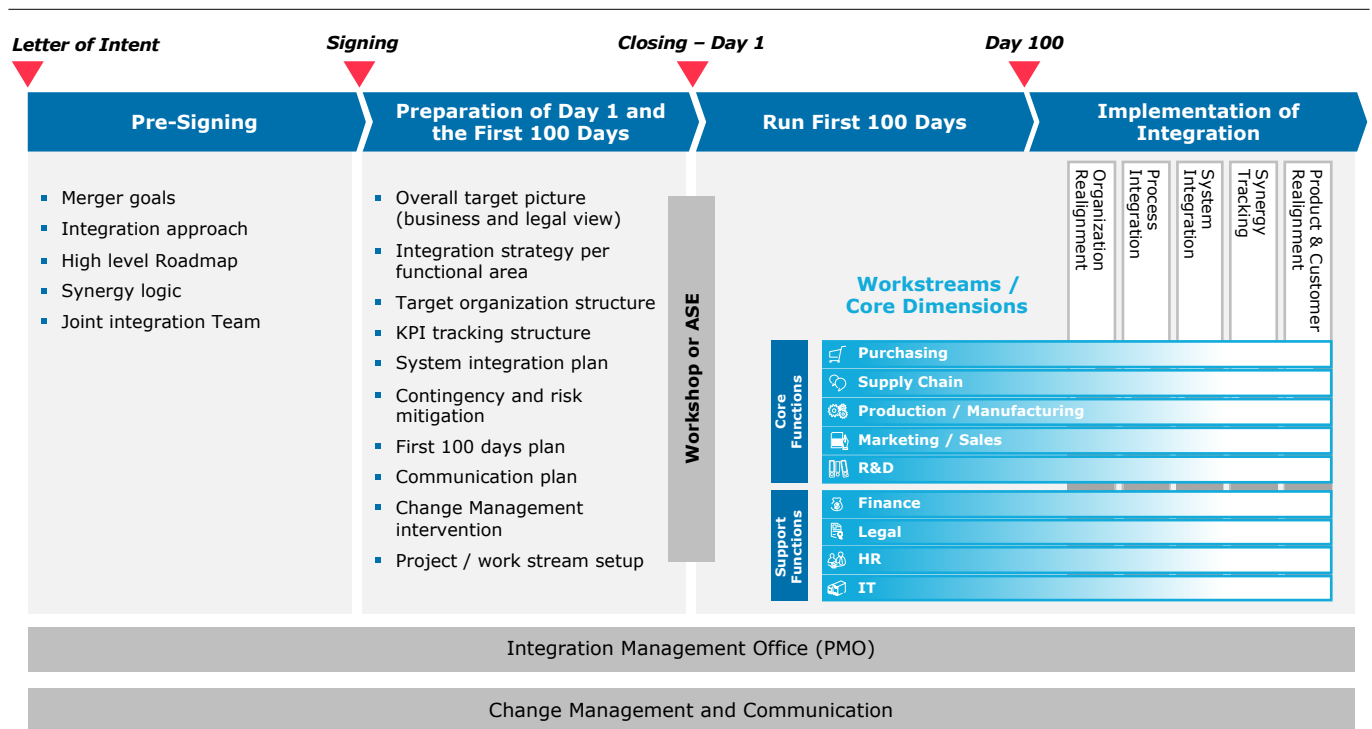 Letter of Intent
Signing
Closing – Day 1
Day 100
Pre-Signing
Preparation of Day 1 and
the First 100 Days
Run First 100 Days
Implementation of
Integration
Merger goals
Integration approach
High level Roadmap
Synergy logic
Joint integration Team
Overall target picture
(business and legal view)
Integration strategy per
functional area
Target organization structure
KPI tracking structure
System integration plan
Contingency and risk
mitigation
First 100 days plan
Communication plan
Change Management
intervention
Project / work stream setup
Workshop or ASE
Workstreams /
Core Dimensions
Organization
Realignment
Process
Integration
System
Integration
Synergy
Tracking
Product & Customer
Realignment
Core
Functions
Purchasing
Supply Chain
Production / Manufacturing
Marketing / Sales
R&D
Support
Functions
Finance
Legal
HR
IT
Integration Management Office (PMO)
Change Management and Communication